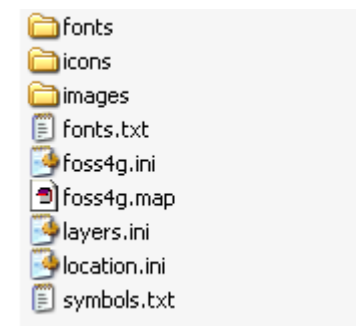 fonts
icons
images
fonts.txt
foss4g.ini
foss4g.map
layers.ini
location.ini
symbols.txt